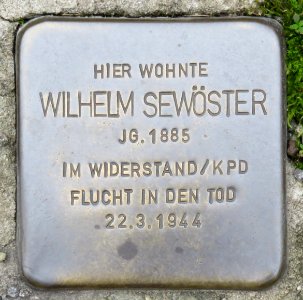 HIER WOHNTE
WILHELM SEWÖSTER
JG. 1885
IM WIDERSTAND/KPD
FLUCHT IN DEN TOD
22.3.1944